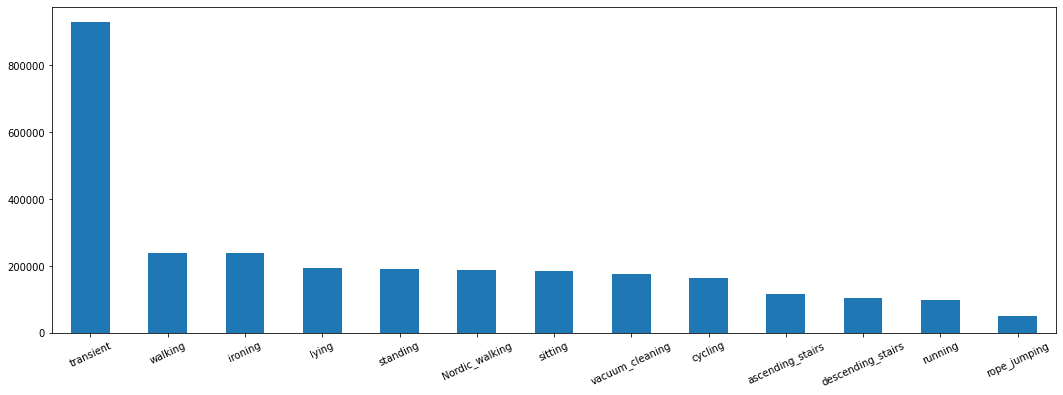 800000
600000
400000
200000
0
transient
walking
ironing
lying
standing
Nordic_walking
sitting
vacuum_cleaning
cycling
ascending_stairs
descending_stairs
running
rope_jumping